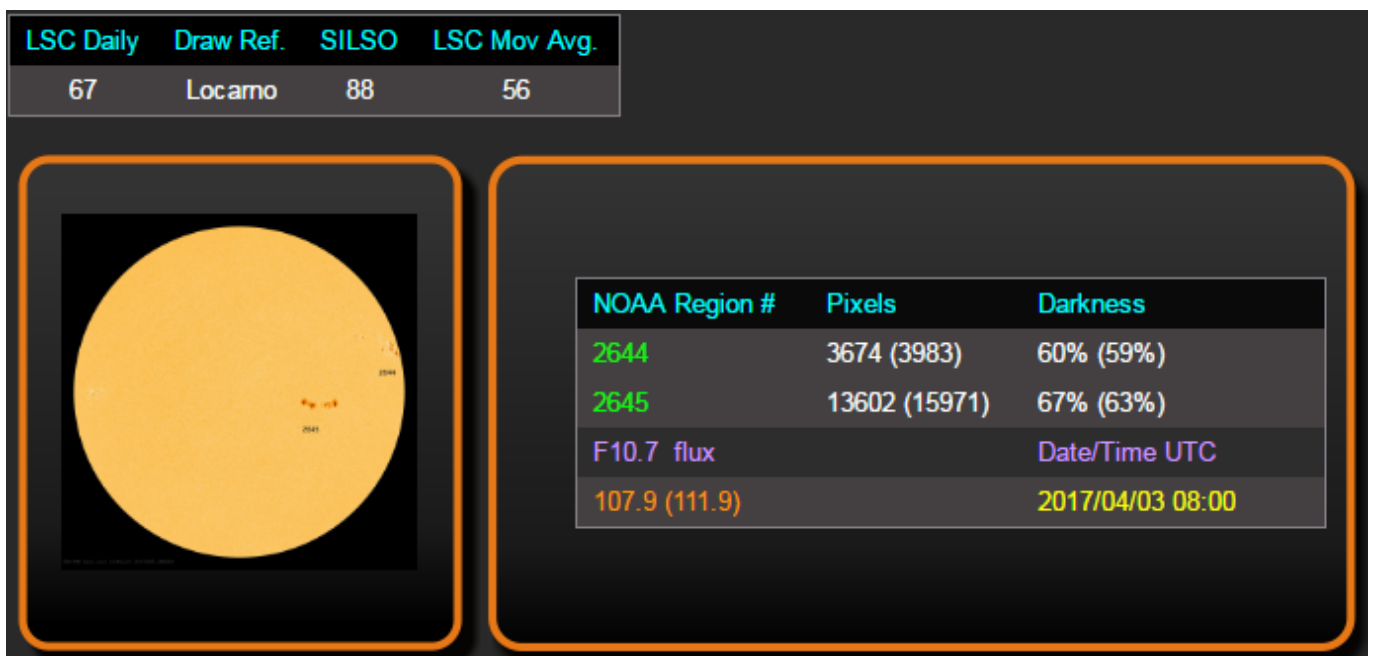 LSC Daily Draw Ref. SILSO LSC Mov Avg.
67 Locarno 88 56
NOAA Region # Pixels Darkness
2644 3674 (3983) 60% (59%)
2645 13602 (15971) 67% (63%)
F10.7 flux Date/Time UTC
107.9 (111.9) 2017/04/03 08:00
2644
2645